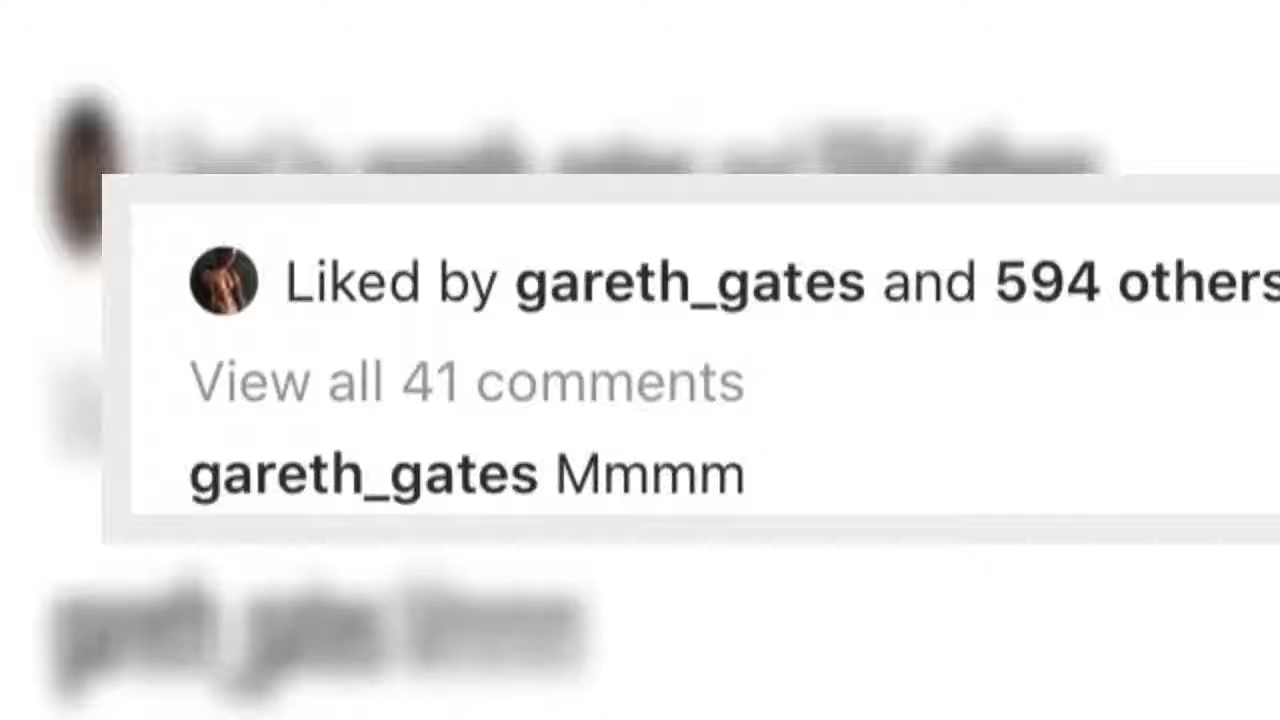 Liked by gareth_gates and 594 others
View all 41 comments
gareth_gates Mmmm